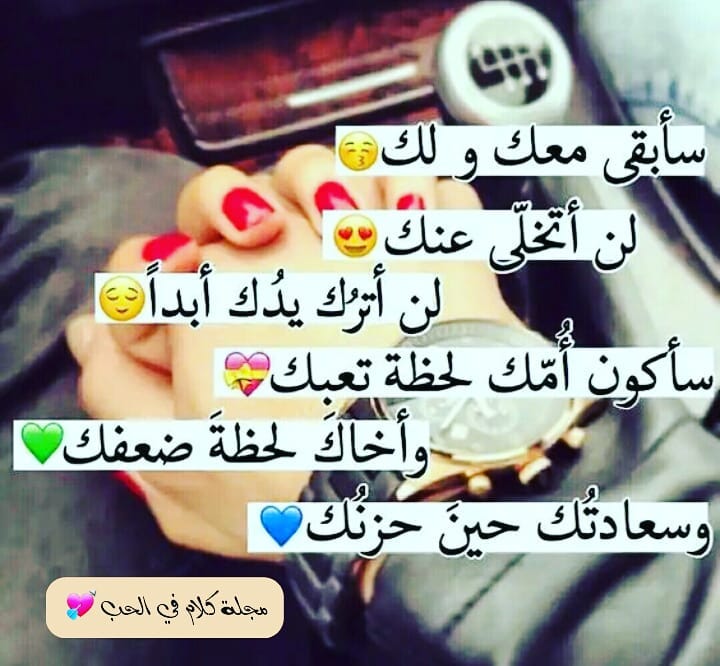 سأبقى معك و لك😚
لن أتخلّى عنك😍
لن أترُك يدُك أبداً😌
سأكون أُمّك لحظة تعبك💝
وأخاكَ لحظةَ ضعفك💚
وسعادتُك حينَ حزنُك💙
مجلة كلام في الحب 💘